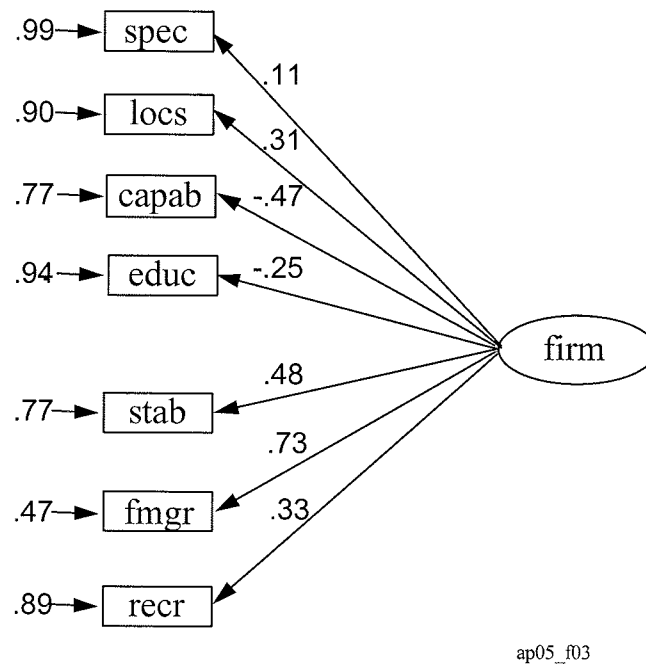 .99 spec
.11
.90 locs
.31
.77 capab
-.47
.94 educ
-.25
firm
.48
.77 stab
.73
.47 fmgr
.33
.89 recr
ap05_f03